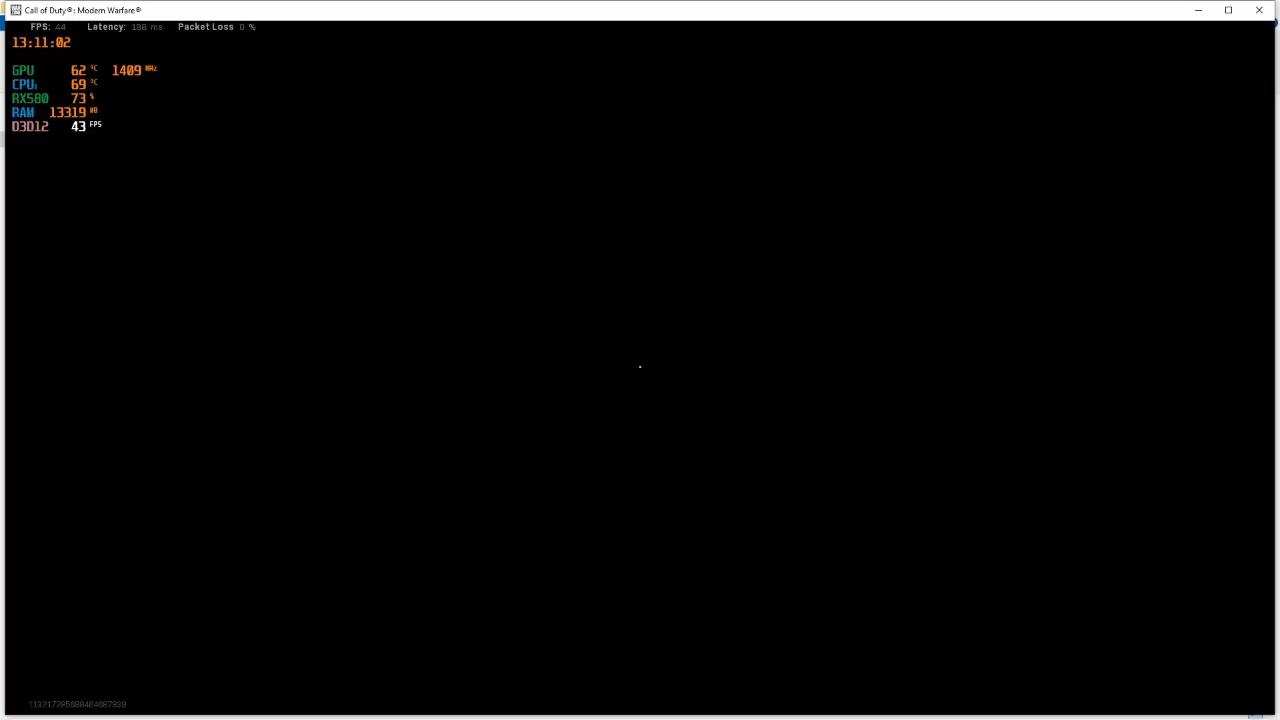 Call of Duty®: Modern Warfare®
FPS: 44 Latency: 198 ms Packet Loss 0 %
13:11:02
GPU 62 °C 1409 MHz
CPU 69 °C
RX580 73 %
RAM 13319 MB
D3D12 43 FPS